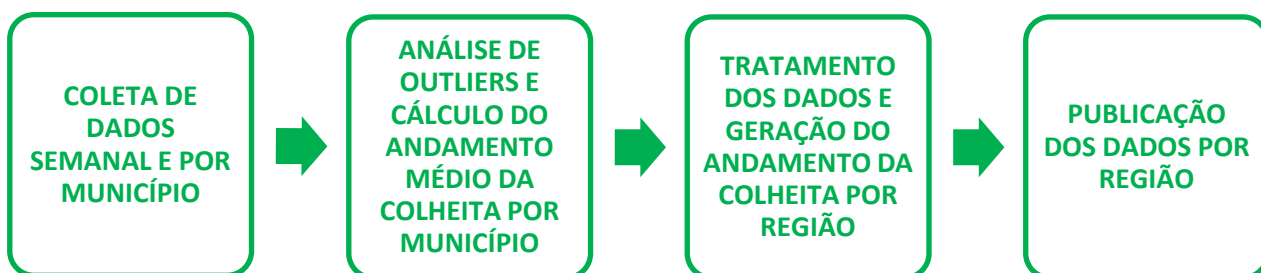 COLETA DE
DADOS
SEMANAL E POR
MUNICÍPIO
ANÁLISE DE
OUTLIERS E
CÁLCULO DO
ANDAMENTO
MÉDIO DA
COLHEITA POR
MUNICÍPIO
TRATAMENTO
DOS DADOS E
GERAÇÃO DO
ANDAMENTO DA
COLHEITA POR
REGIÃO
PUBLICAÇÃO
DOS DADOS POR
REGIÃO